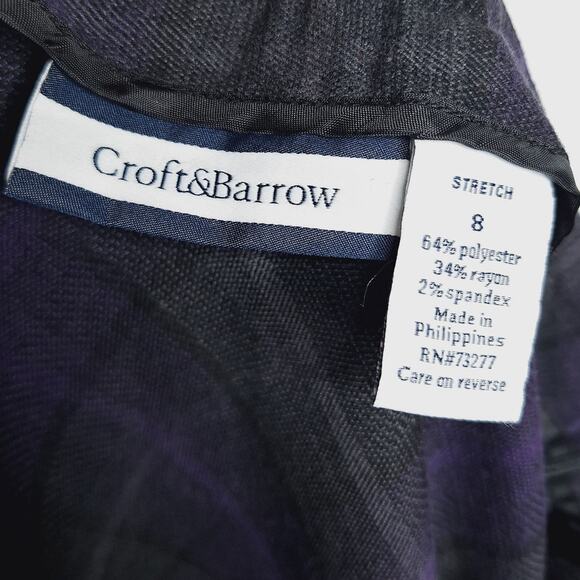 Croft&Barrow
STRETCH
8
64% polyester
34% rayon
2% spandex
Made in
Philippines
RN#73277
Care on reverse